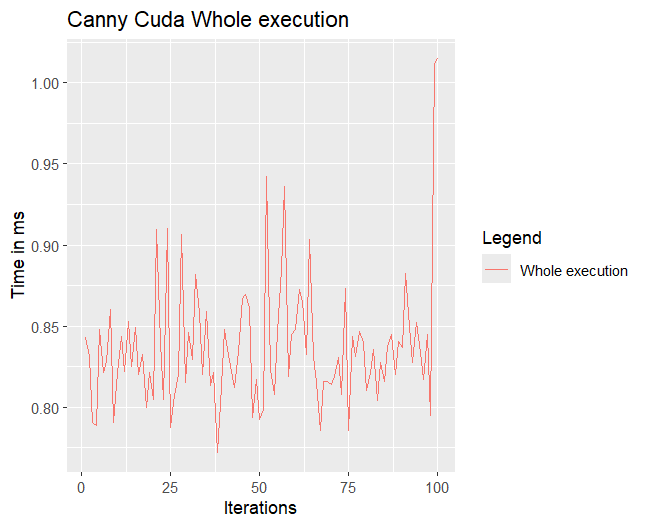 Canny Cuda Whole execution
Time in ms
1.00
0.95
0.90
0.85
0.80
0
25
50
75
100
Iterations
Legend
Whole execution